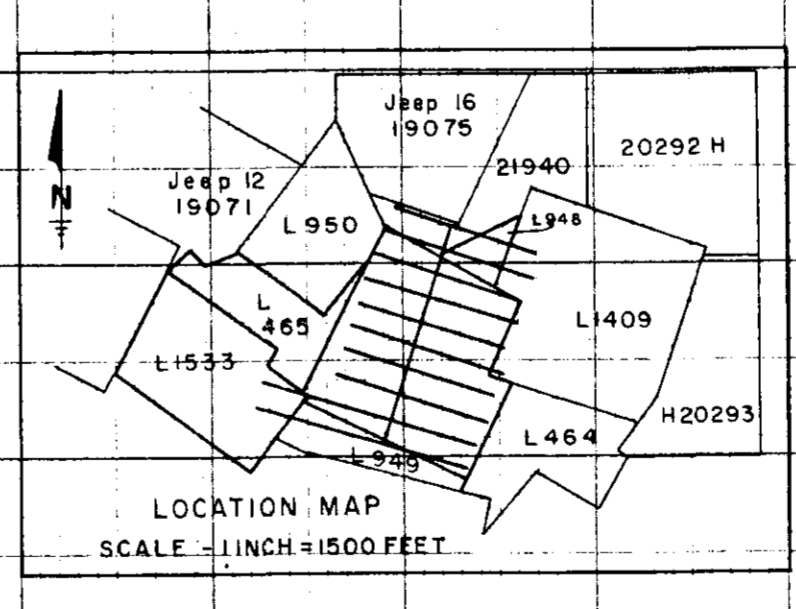 Jeep 16
19075
20292 H
21940
Jeep 12
19071
N
L 950
L948
L
465
L1409
L1533
H20293
L 464
L 949
LOCATION MAP
SCALE - 1 INCH = 1500 FEET